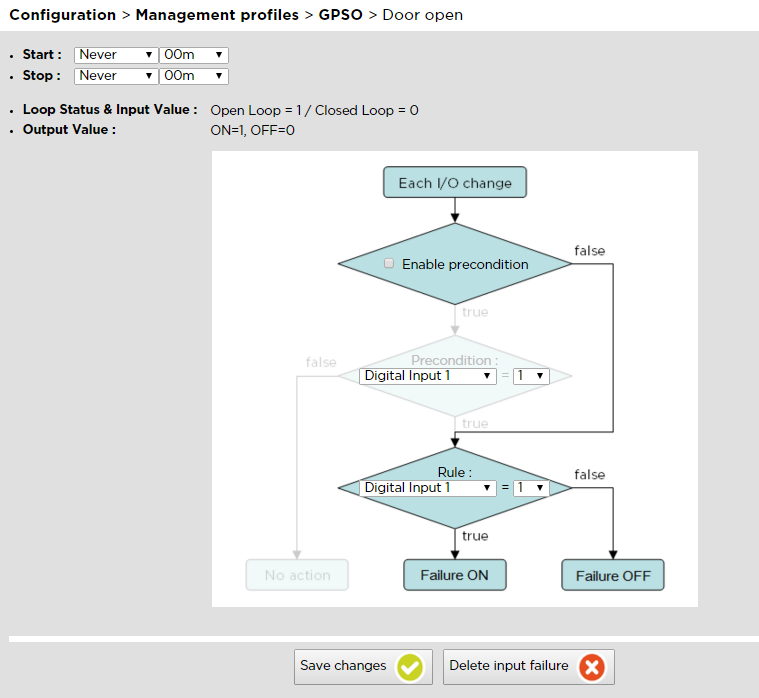 Configuration > Management profiles > GPSO > Door open
• Start : Never 00m
• Stop : Never 00m
• Loop Status & Input Value : Open Loop = 1 / Closed Loop = 0
• Output Value : ON=1, OFF=0
Each I/O change
false
Enable precondition
true
false
Precondition :
Digital Input 1 = 1
true
Rule :
false
Digital Input 1 = 1
true
No action
Failure ON
Failure OFF
Save changes
Delete input failure